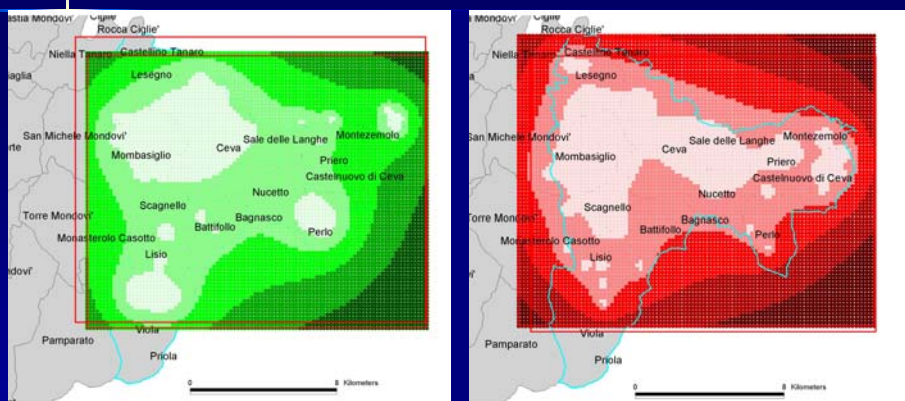 Ciglie'
Rocca Ciglie'
Niella Tanaro
Castellino Tanaro
Lesegno
San Michele Mondovi'
Mombasiglio
Ceva
Sale delle Langhe
Montezemolo
Priero
Castelnuovo di Ceva
Nucetto
Scagnello
Torre Mondovi'
Bagnasco
Battifollo
Perlo
Monasterolo Casotto
Lisio
Viola
Pamparato
Priola
0 8 Kilometers
Rocca Ciglie'
Castellino Tanaro
Lesegno
San Michele Mondovi'
Mombasiglio
Ceva
Sale delle Langhe
Montezemolo
Priero
Castelnuovo di Ceva
Nucetto
Scagnello
Torre Mondovi'
Bagnasco
Battifollo
Perlo
Monasterolo Casotto
Lisio
Viola
Pamparato
Priola
0 8 Kilometers